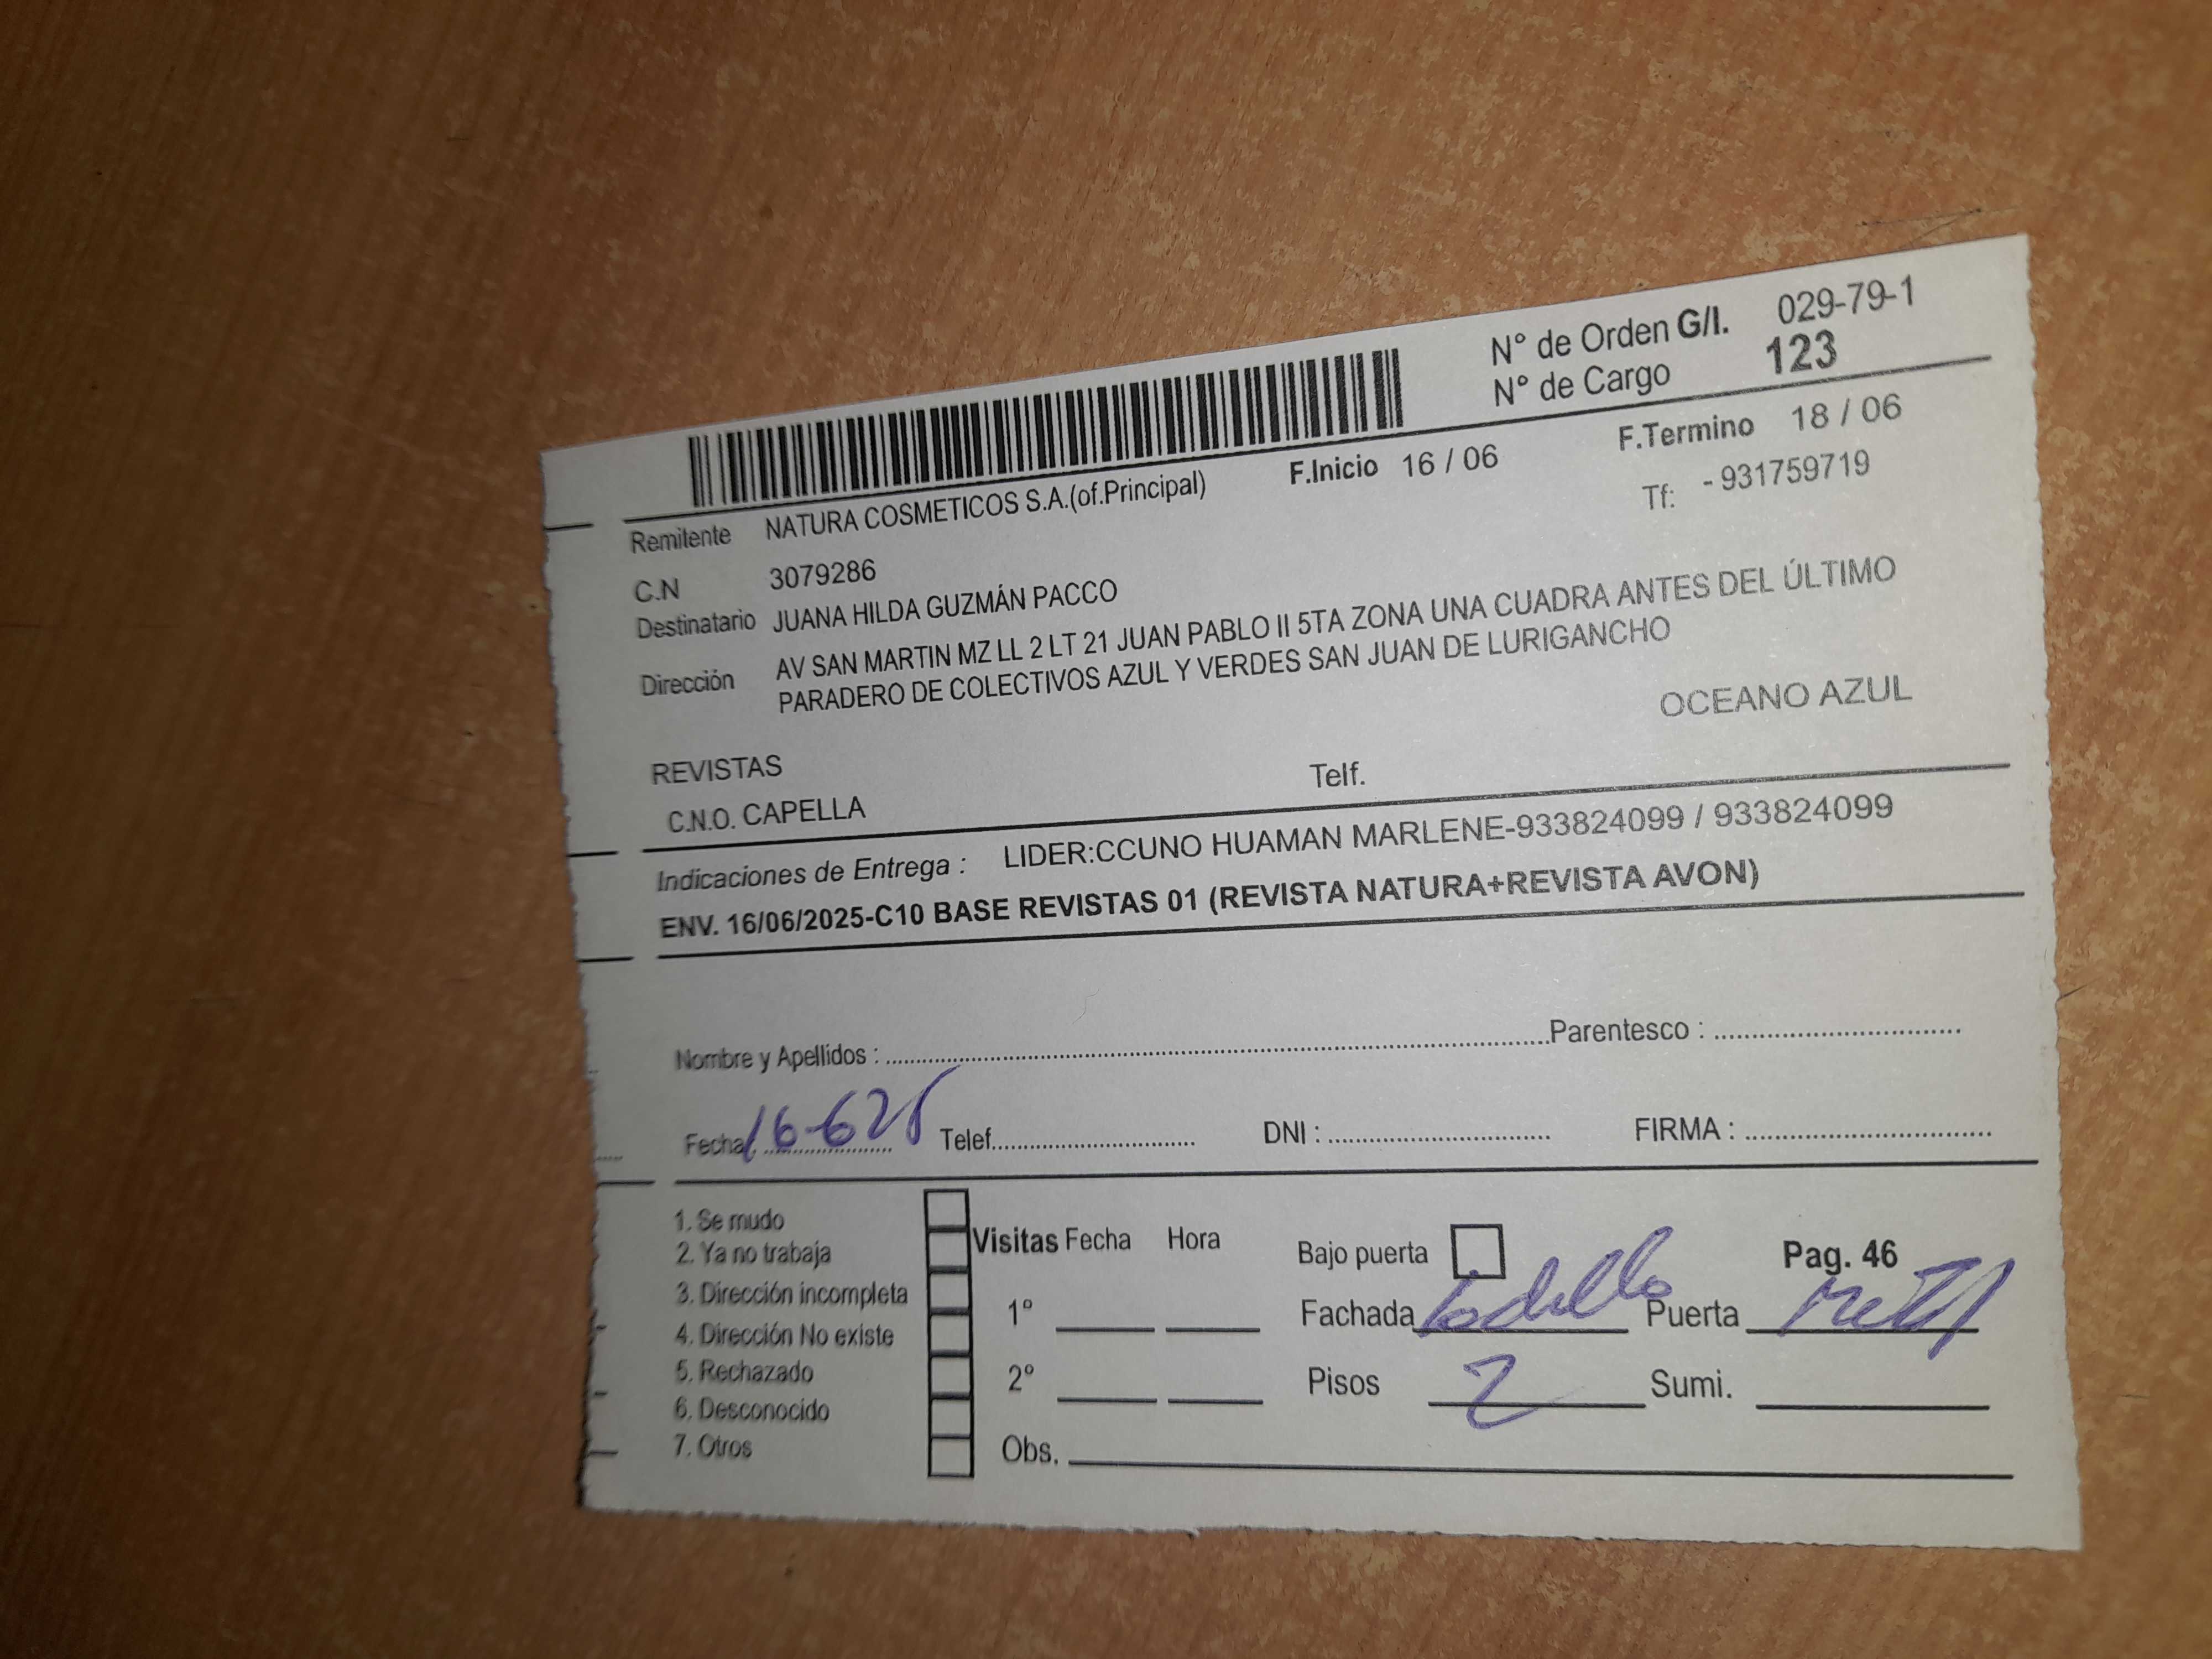 N° de Orden G/I. 029-79-1
N° de Cargo 123
F.Inicio 16 / 06 F.Termino 18 / 06
Remitente NATURA COSMETICOS S.A.(of.Principal) Tf: - 931759719
C.N 3079286
Destinatario JUANA HILDA GUZMÁN PACCO
Dirección AV SAN MARTIN MZ LL 2 LT 21 JUAN PABLO II 5TA ZONA UNA CUADRA ANTES DEL ÚLTIMO
PARADERO DE COLECTIVOS AZUL Y VERDES SAN JUAN DE LURIGANCHO
OCEANO AZUL
REVISTAS Telf.
C.N.O. CAPELLA
Indicaciones de Entrega : LIDER:CCUNO HUAMAN MARLENE-933824099 / 933824099
ENV. 16/06/2025-C10 BASE REVISTAS 01 (REVISTA NATURA+REVISTA AVON)
Nombre y Apellidos : Parentesco :
Fecha 16-6-25 Telef. DNI : FIRMA :
1. Se mudo
2. Ya no trabaja
3. Dirección incompleta
4. Dirección No existe
5. Rechazado
6. Desconocido
7. Otros
Visitas Fecha Hora
1°
2°
Obs.
Bajo puerta Pag. 46
Fachada Ladrillo Puerta
Pisos 2 Sumi.